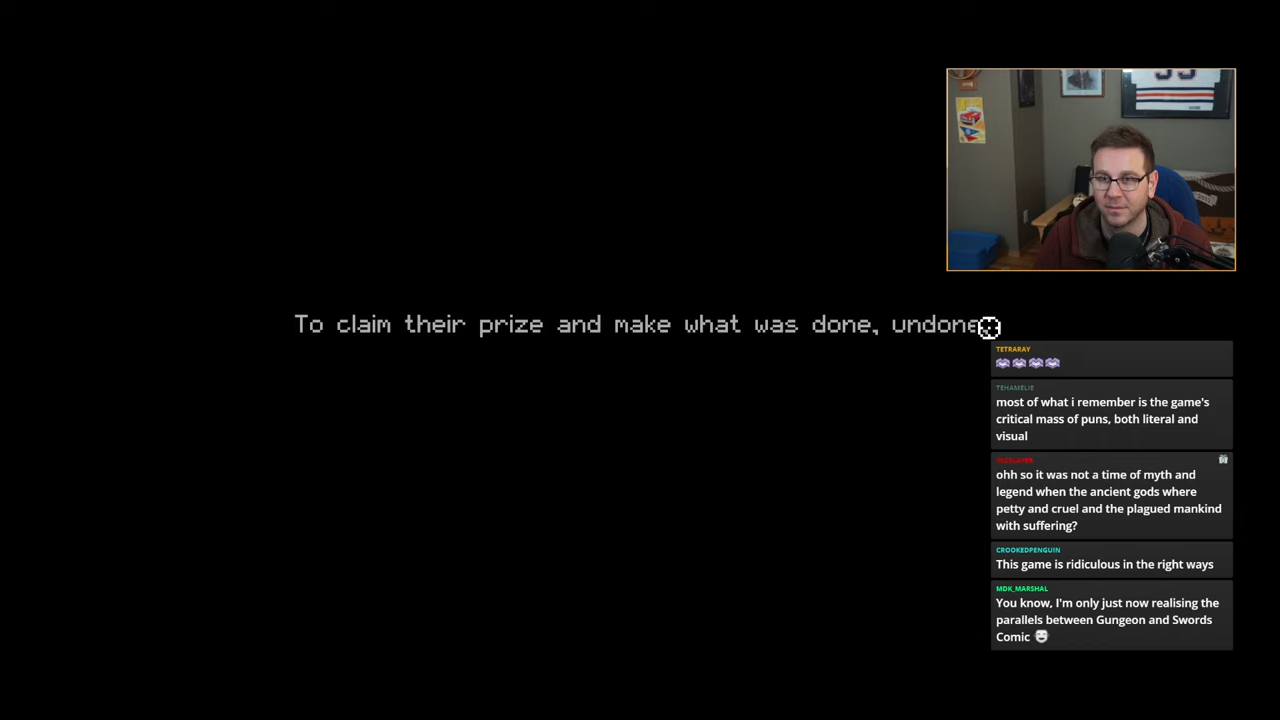 To claim their prize and make what was done, undone
TETRARAY
TEHAMELIE
most of what i remember is the game's
critical mass of puns, both literal and
visual
ohh so it was not a time of myth and
legend when the ancient gods where
petty and cruel and the plagued mankind
with suffering?
CROOKEDPENGUIN
This game is ridiculous in the right ways
MDK_MARSHAL
You know, I'm only just now realising the
parallels between Gungeon and Swords
Comic